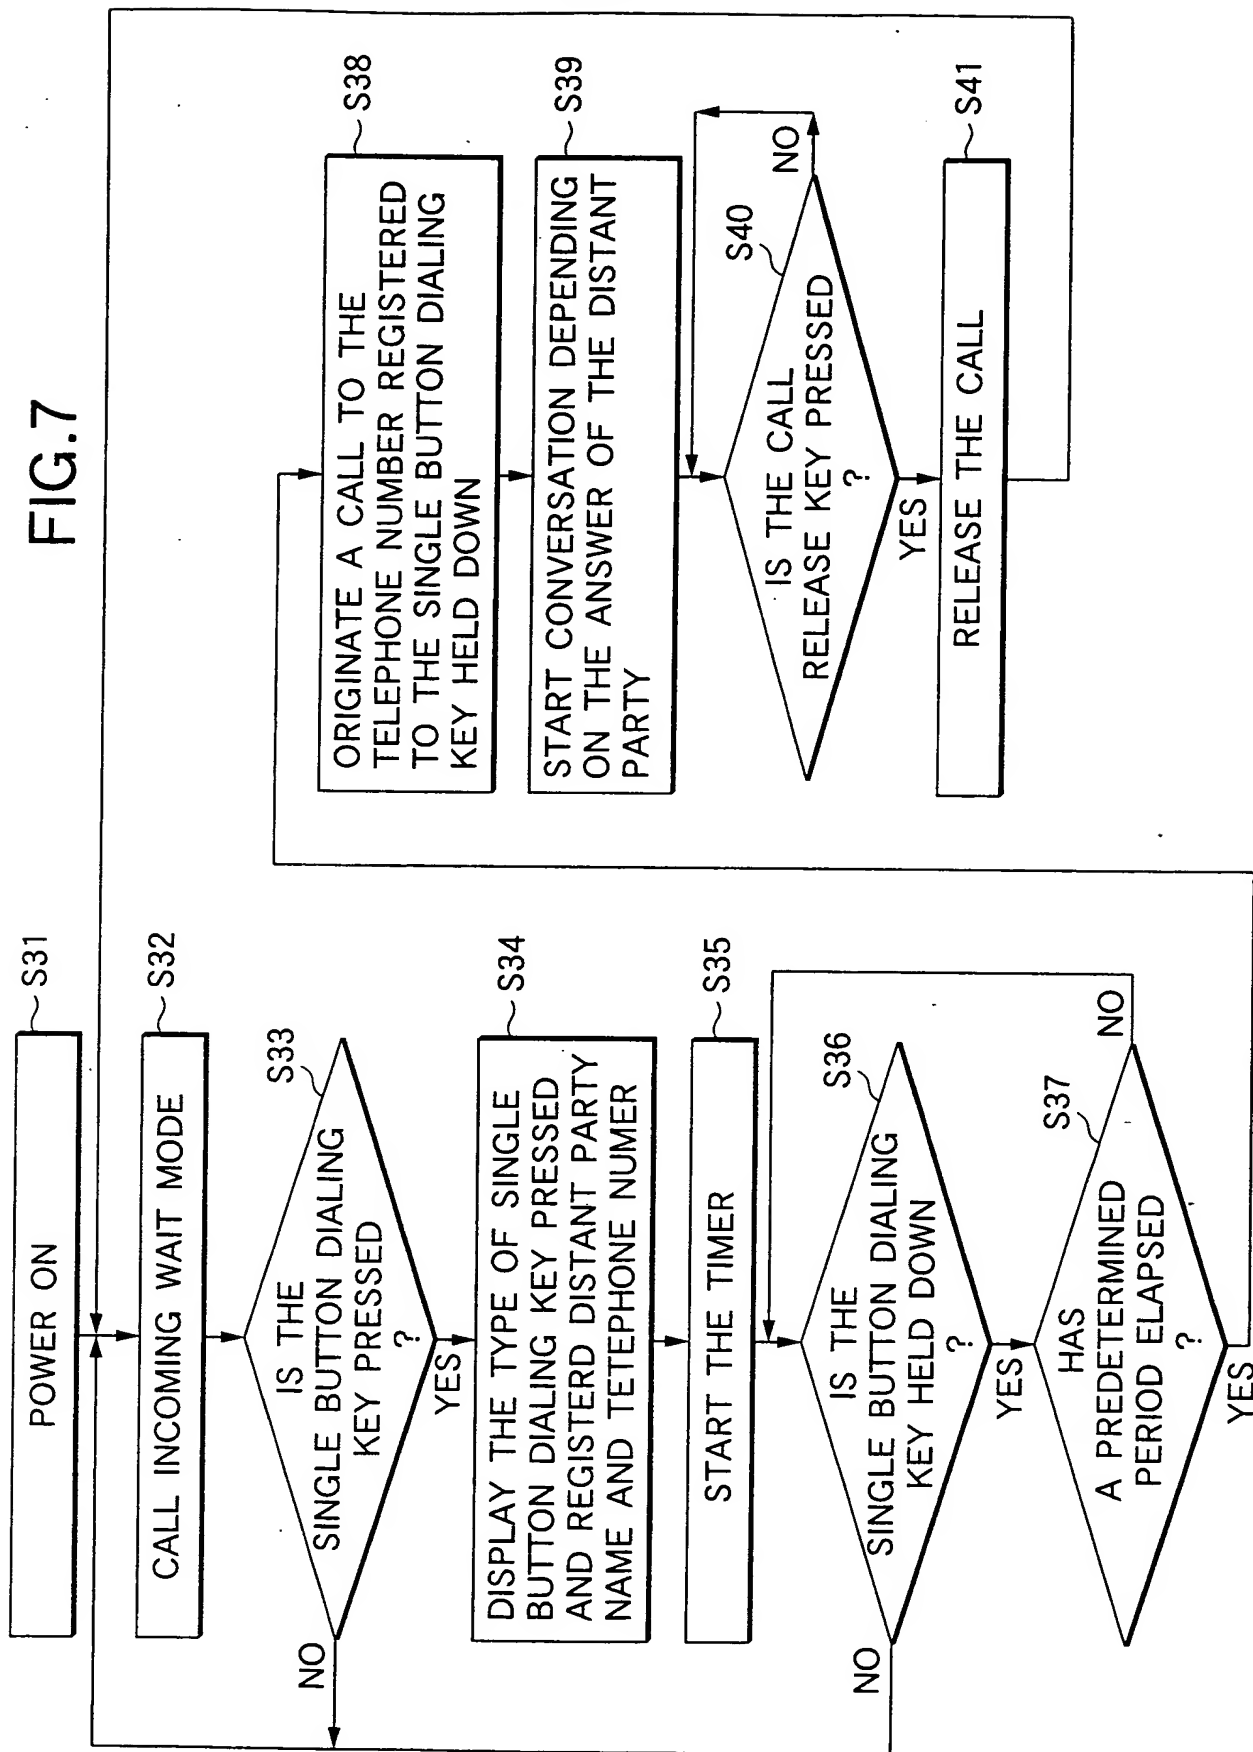 FIG.7
POWER ON
S31
CALL INCOMING WAIT MODE
S32
IS THE
SINGLE BUTTON DIALING
KEY PRESSED
?
S33
NO
YES
DISPLAY THE TYPE OF SINGLE
BUTTON DIALING KEY PRESSED
AND REGISTERD DISTANT PARTY
NAME AND TETEPHONE NUMER
S34
START THE TIMER
S35
IS THE
SINGLE BUTTON DIALING
KEY HELD DOWN
?
S36
NO
YES
HAS
A PREDETERMINED
PERIOD ELAPSED
?
S37
NO
YES
ORIGINATE A CALL TO THE
TELEPHONE NUMBER REGISTERED
TO THE SINGLE BUTTON DIALING
KEY HELD DOWN
S38
START CONVERSATION DEPENDING
ON THE ANSWER OF THE DISTANT
PARTY
S39
IS THE CALL
RELEASE KEY PRESSED
?
S40
NO
YES
RELEASE THE CALL
S41